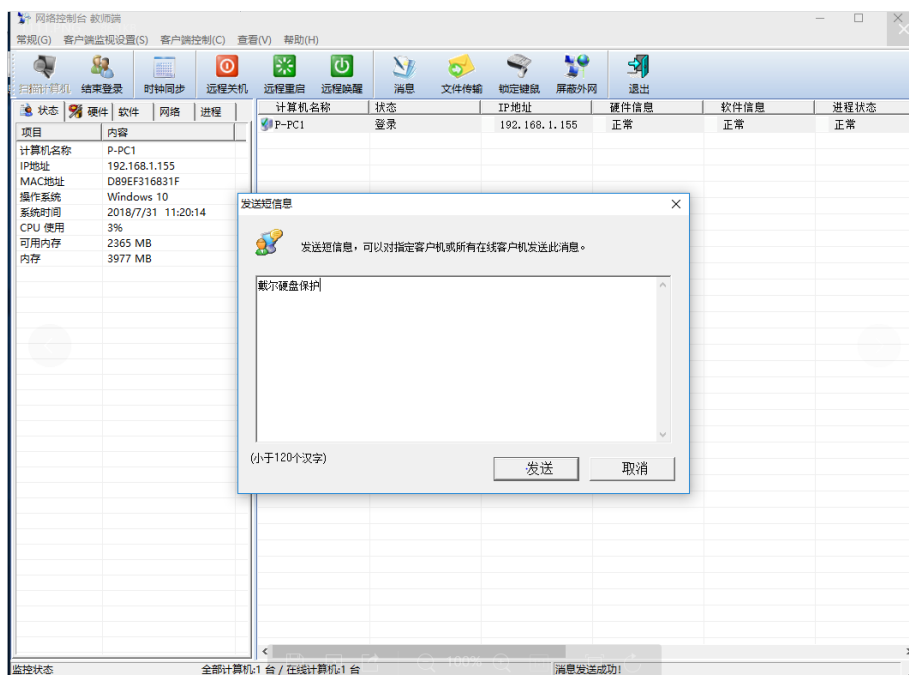 网络控制台 教师端
常规(G) 客户端监视设置(S) 客户端控制(C) 查看(V) 帮助(H)
扫描计算机 结束登录 时钟同步 远程关机 远程重启 远程唤醒 消息 文件传输 锁定键鼠 屏蔽外网 退出
状态 硬件 软件 网络 进程
项目 内容
计算机名称 P-PC1
IP地址 192.168.1.155
MAC地址 D89EF316831F
操作系统 Windows 10
系统时间 2018/7/31 11:20:14
CPU 使用 3%
可用内存 2365 MB
内存 3977 MB
计算机名称 状态 IP地址 硬件信息 软件信息 进程状态
P-PC1 登录 192.168.1.155 正常 正常 正常
发送短信息
发送短信息，可以对指定客户机或所有在线客户机发送此消息。
戴尔硬盘保护
(小于120个汉字)
发送 取消
100%
监控状态 全部计算机:1 台 / 在线计算机:1 台 消息发送成功!